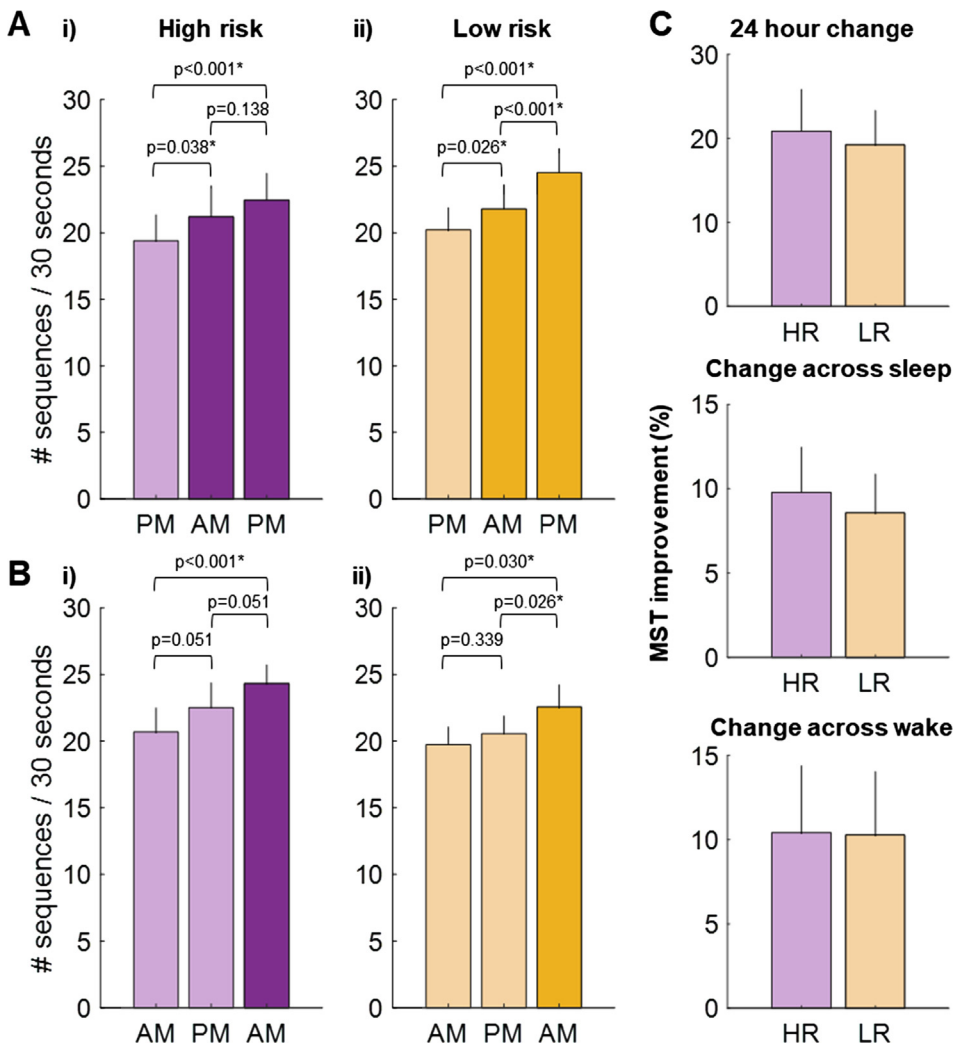 A
i)
High risk
ii)
Low risk
C
24 hour change
p<0.001*
p=0.138
p=0.038*
p<0.001*
p<0.001*
p=0.026*
# sequences / 30 seconds
30
25
20
15
10
5
0
PM AM PM
30
25
20
15
10
5
0
PM AM PM
30
20
10
0
HR LR
Change across sleep
MST improvement (%)
15
10
5
0
HR LR
B
i)
ii)
p<0.001*
p=0.051
p=0.051
p=0.030*
p=0.026*
p=0.339
# sequences / 30 seconds
30
25
20
15
10
5
0
AM PM AM
30
25
20
15
10
5
0
AM PM AM
Change across wake
15
10
5
0
HR LR